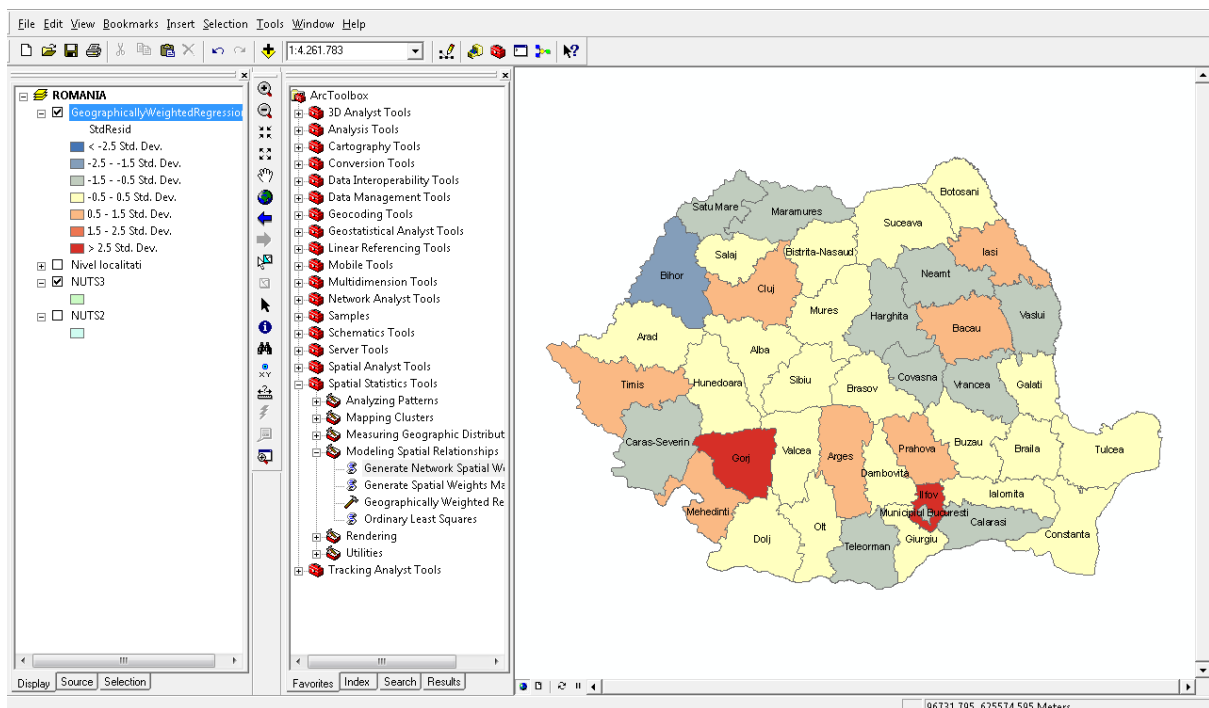 File Edit View Bookmarks Insert Selection Tools Window Help
1:4.261.783
ROMANIA
GeographicallyWeightedRegression
StdResid
< -2.5 Std. Dev.
-2.5 - -1.5 Std. Dev.
-1.5 - -0.5 Std. Dev.
-0.5 - 0.5 Std. Dev.
0.5 - 1.5 Std. Dev.
1.5 - 2.5 Std. Dev.
> 2.5 Std. Dev.
Nivel localitati
NUTS3
NUTS2
Display Source Selection
ArcToolbox
3D Analyst Tools
Analysis Tools
Cartography Tools
Conversion Tools
Data Interoperability Tools
Data Management Tools
Geocoding Tools
Geostatistical Analyst Tools
Linear Referencing Tools
Mobile Tools
Multidimension Tools
Network Analyst Tools
Samples
Schematics Tools
Server Tools
Spatial Analyst Tools
Spatial Statistics Tools
Analyzing Patterns
Mapping Clusters
Measuring Geographic Distribut
Modeling Spatial Relationships
Generate Network Spatial We
Generate Spatial Weights Ma
Geographically Weighted Re
Ordinary Least Squares
Rendering
Utilities
Tracking Analyst Tools
Favorites Index Search Results
Botosani
Satu Mare
Maramures
Suceava
Iasi
Salaj
Bistrita-Nasaud
Bihor
Neamt
Cluj
Mures
Harghita
Bacau
Vaslui
Arad
Alba
Timis
Hunedoara
Sibiu
Brasov
Covasna
Vrancea
Galati
Caras-Severin
Gorj
Valcea
Arges
Prahova
Buzau
Braila
Tulcea
Dambovita
Ilfov
Ialomita
Mehedinti
Municipiul Bucuresti
Olt
Calarasi
Dolj
Teleorman
Giurgiu
Constanta
96731,795 625574,595 Meters